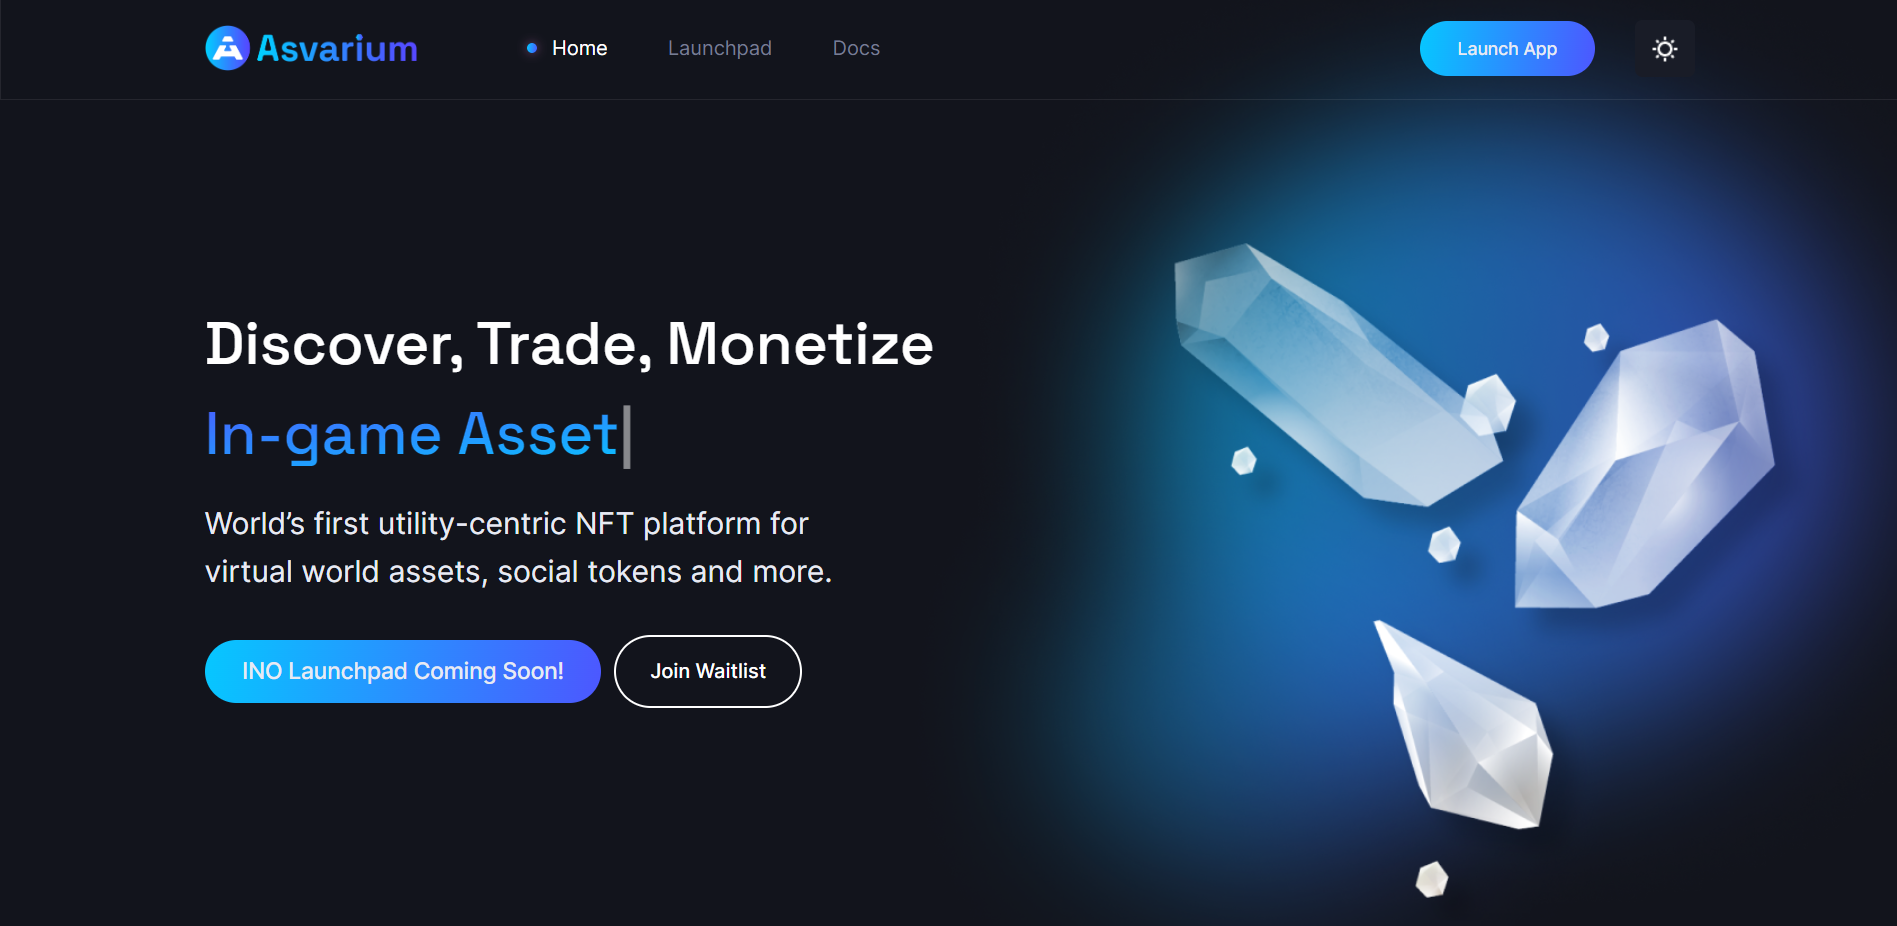 Asvarium
Home
Launchpad
Docs
Launch App
Discover, Trade, Monetize
In-game Asset
World’s first utility-centric NFT platform for
virtual world assets, social tokens and more.
INO Launchpad Coming Soon!
Join Waitlist